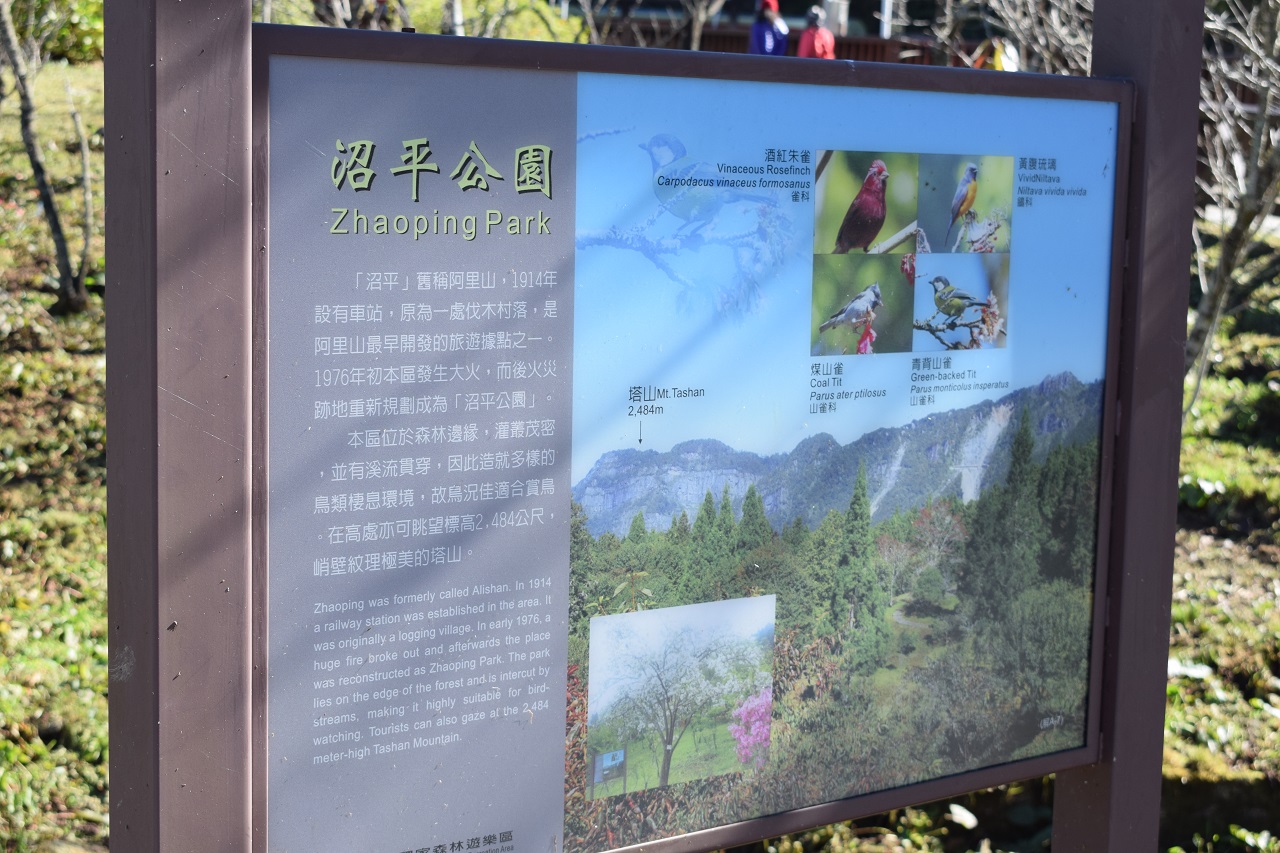 沼平公園
Zhaoping Park
「沼平」舊稱阿里山，1914年
設有車站，原為一處伐木村落，是
阿里山最早開發的旅遊據點之一。
1976年初本區發生大火，而後火災
跡地重新規劃成為「沼平公園」。
本區位於森林邊緣，灌叢茂密
，並有溪流貫穿，因此造就多樣的
鳥類棲息環境，故鳥況佳適合賞鳥
。在高處亦可眺望標高2,484公尺，
峭壁紋理極美的塔山。
Zhaoping was formerly called Alishan. In 1914
a railway station was established in the area. It
was originally a logging village. In early 1976, a
huge fire broke out and afterwards the place
was reconstructed as Zhaoping Park. The park
lies on the edge of the forest and is intercut by
streams, making it highly suitable for bird-
watching. Tourists can also gaze at the 2,484
meter-high Tashan Mountain.
森林遊樂區
Area
酒紅朱雀
Vinaceous Rosefinch
Carpodacus vinaceus formosanus
雀科
黃腹琉璃
VividNiltava
Niltava vivida vivida
鶲科
煤山雀
Coal Tit
Parus ater ptilosus
山雀科
青背山雀
Green-backed Tit
Parus monticolus insperatus
山雀科
塔山Mt.Tashan
2,484m